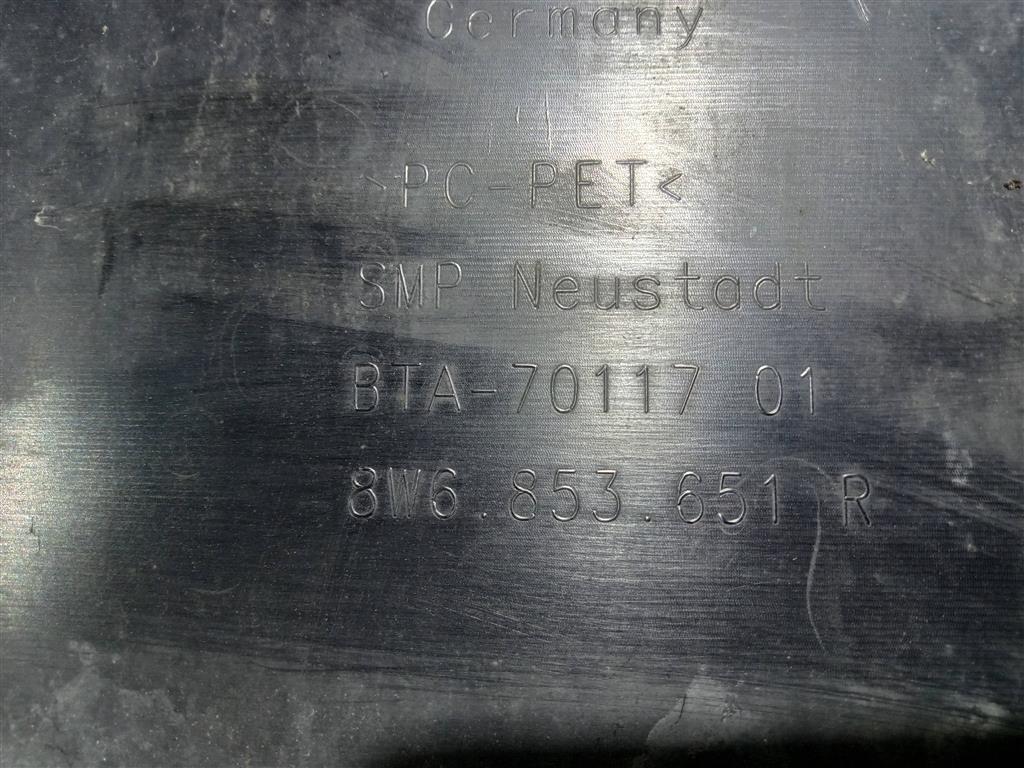 Germany
>PC-PET<
SMP Neustadt
BTA-70117 01
8W6.853.651 R